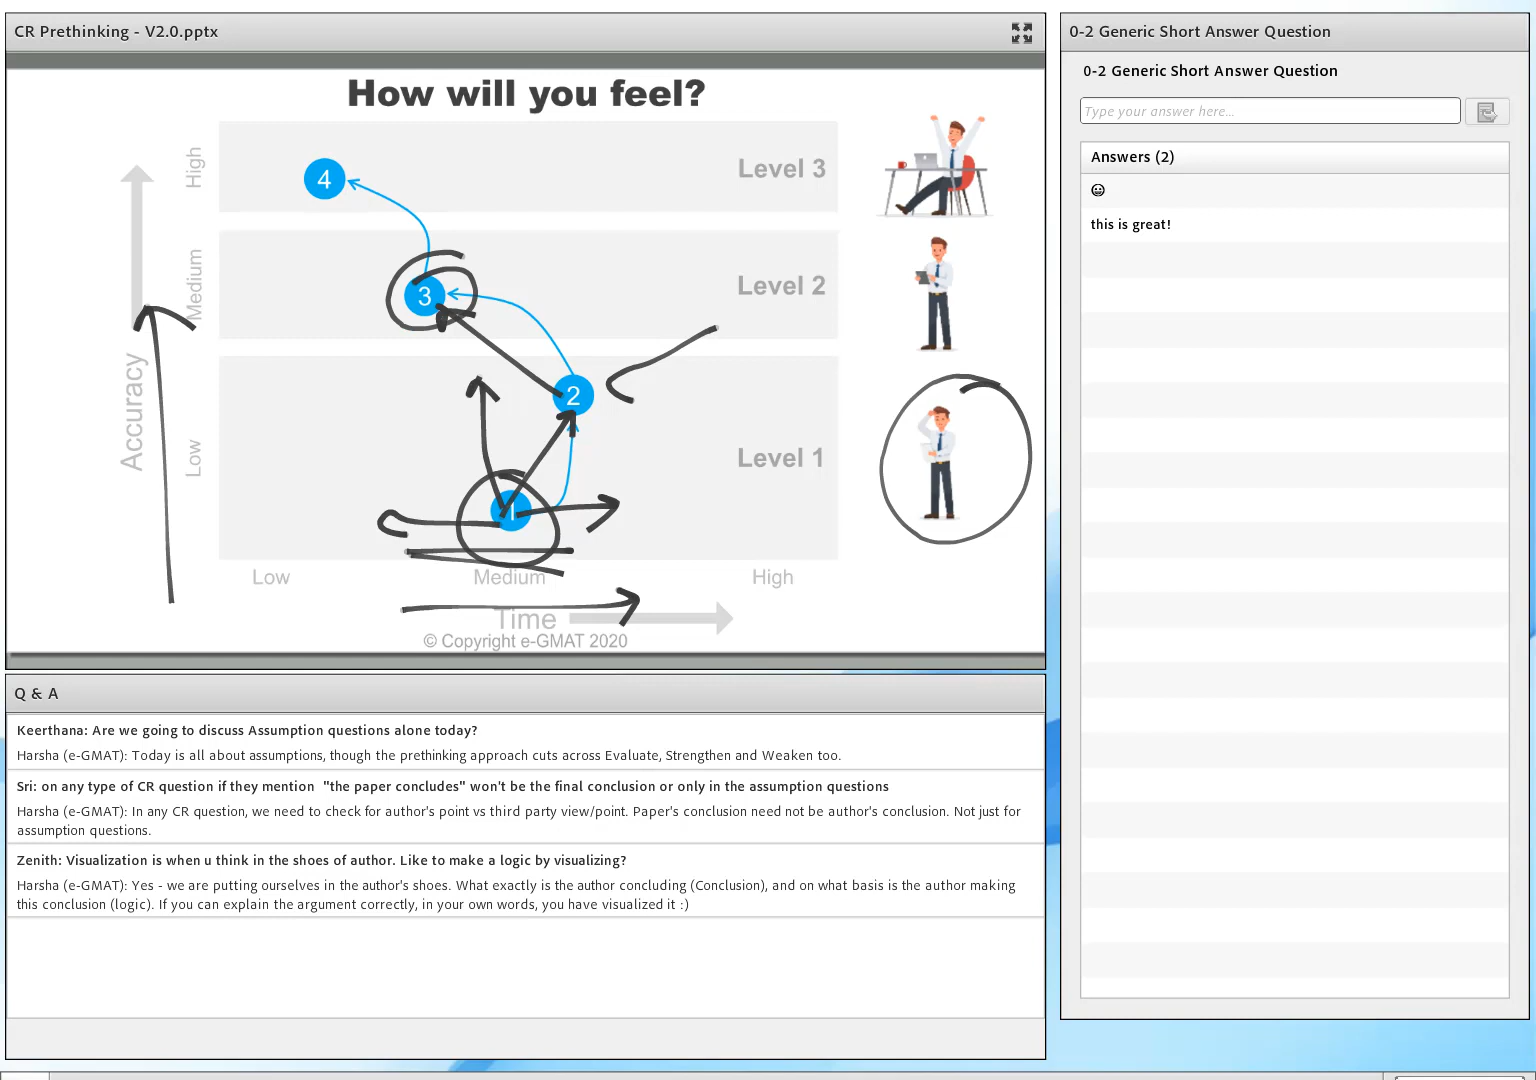 CR Prethinking - V2.0.pptx
How will you feel?
High
Medium
Low
Accuracy
4
Level 3
3
Level 2
2
Level 1
1
Low
Medium
High
Time
© Copyright e-GMAT 2020
Q & A
Keerthana: Are we going to discuss Assumption questions alone today?
Harsha (e-GMAT): Today is all about assumptions, though the prethinking approach cuts across Evaluate, Strengthen and Weaken too.
Sri: on any type of CR question if they mention  "the paper concludes" won't be the final conclusion or only in the assumption questions
Harsha (e-GMAT): In any CR question, we need to check for author's point vs third party view/point. Paper's conclusion need not be author's conclusion. Not just for
assumption questions.
Zenith: Visualization is when u think in the shoes of author. Like to make a logic by visualizing?
Harsha (e-GMAT): Yes - we are putting ourselves in the author's shoes. What exactly is the author concluding (Conclusion), and on what basis is the author making
this conclusion (logic). If you can explain the argument correctly, in your own words, you have visualized it :)
0-2 Generic Short Answer Question
0-2 Generic Short Answer Question
Type your answer here...
Answers (2)
😀
this is great!